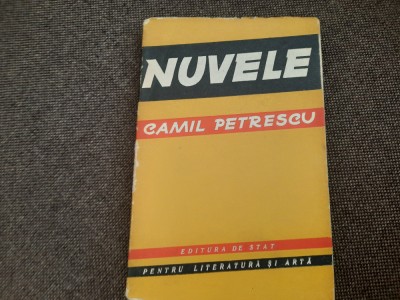 NUVELE
CAMIL PETRESCU
EDITURA DE STAT
PENTRU LITERATURĂ ȘI ARTĂ